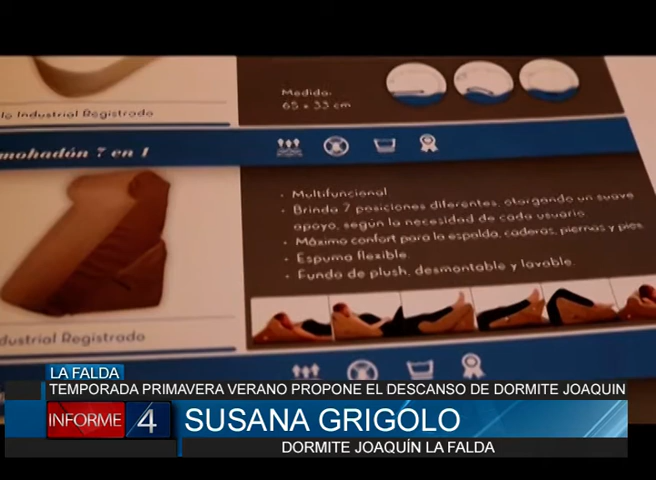 Medida:
65 x 33 cm
Industrial Registrado
mohadón 7 en 1
• Multifuncional
• Brinda 7 posiciones diferentes, otorgando un suave
apoyo, según la necesidad de cada usuario
• Máximo confort para la espalda, caderas, piernas y pies.
• Espuma flexible.
• Funda de plush, desmontable y lavable.
dustrial Registrado
LA FALDA
TEMPORADA PRIMAVERA VERANO PROPONE EL DESCANSO DE DORMITE JOAQUIN
INFORME 4
SUSANA GRIGOLO
DORMITE JOAQUÍN LA FALDA